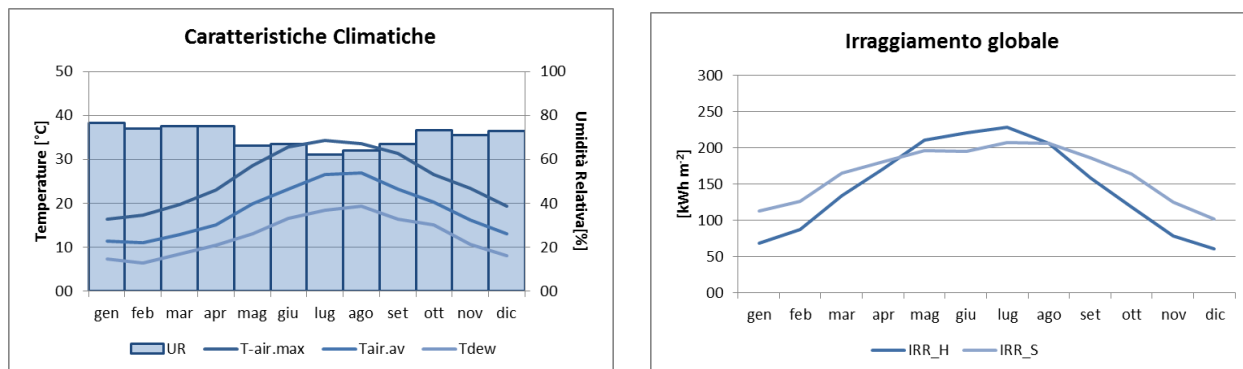 Caratteristiche Climatiche
Temperature [°C]
50
40
30
20
10
00
100
80
60
40
20
00
Umidità Relativa[%]
gen feb mar apr mag giu lug ago set ott nov dic
UR T-air.max Tair.av Tdew
Irraggiamento globale
[kWh m-2]
300
250
200
150
100
50
00
gen feb mar apr mag giu lug ago set ott nov dic
IRR_H IRR_S